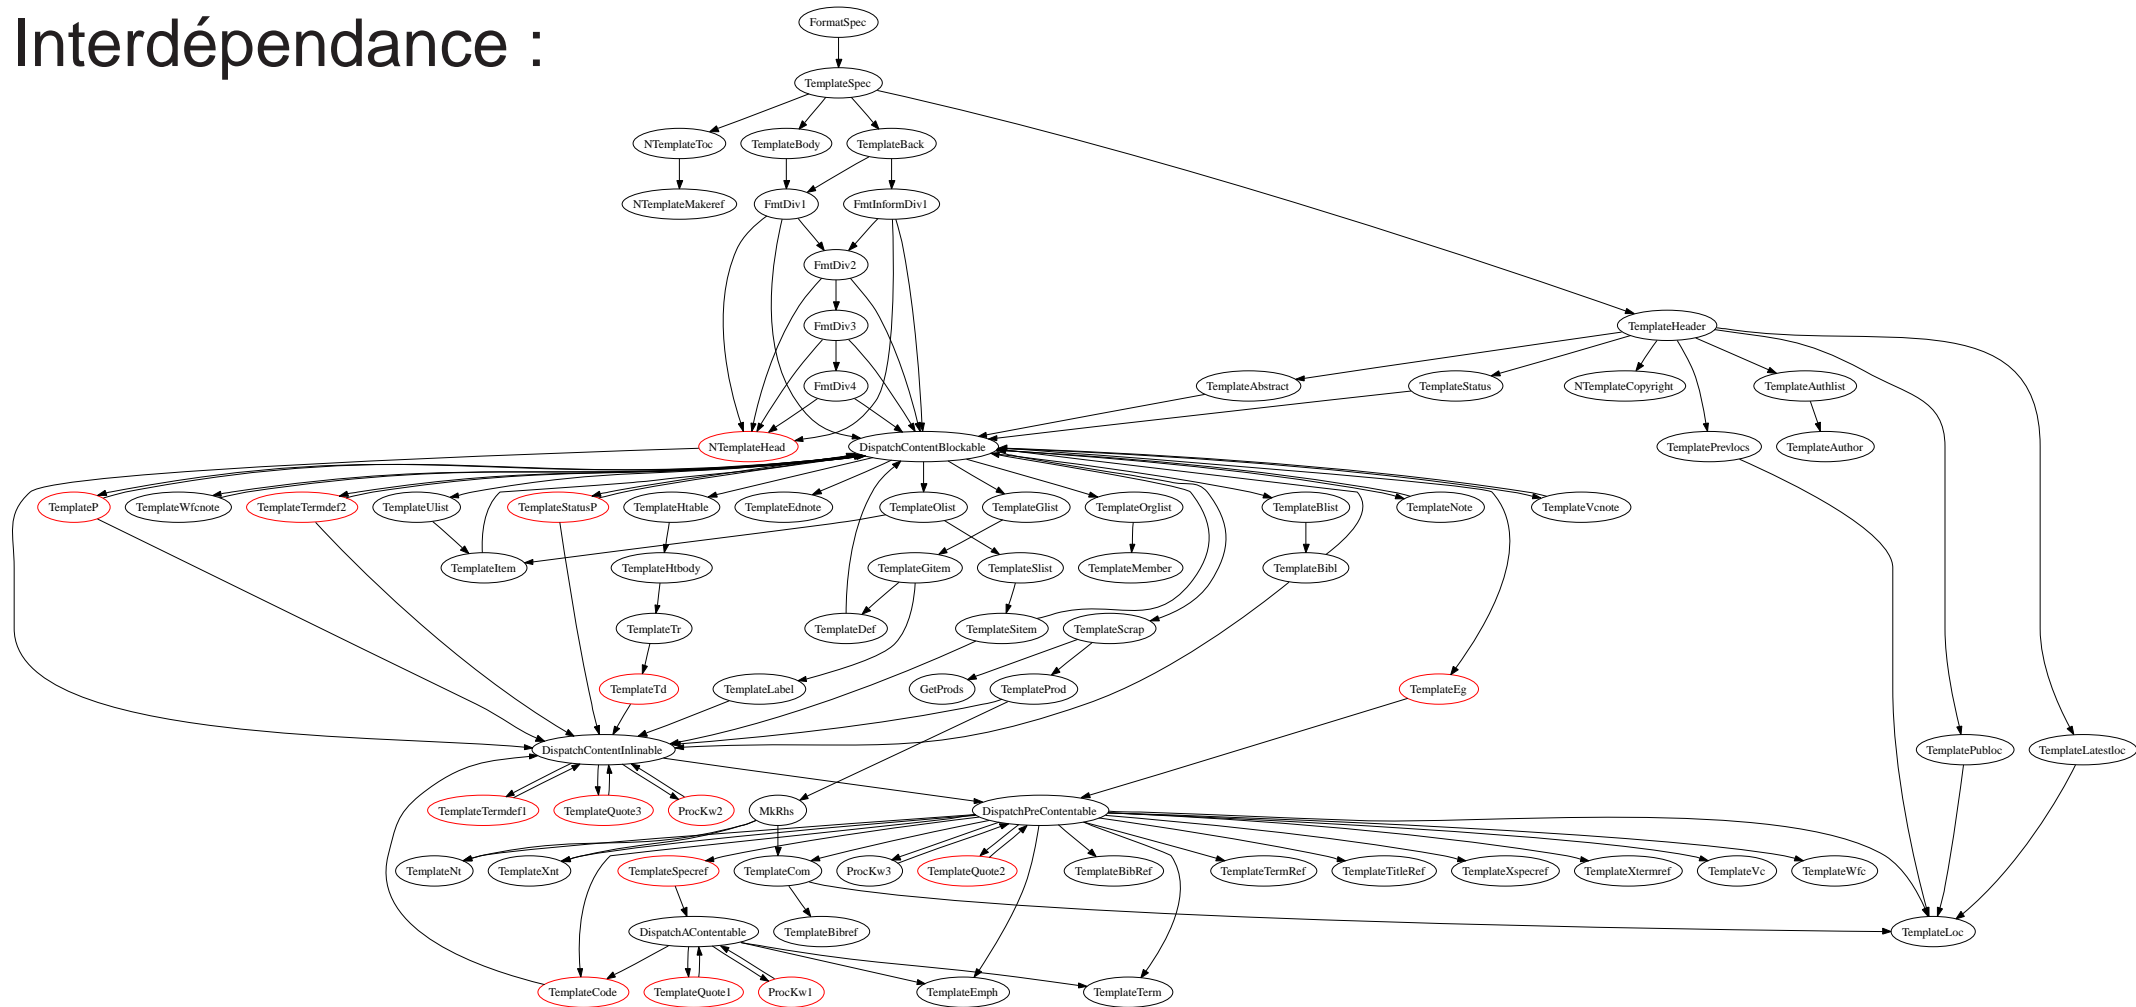 Interdépendance :
FormatSpec
TemplateSpec
NTemplateToc
TemplateBody
TemplateBack
NTemplateMakeref
FmtDiv1
FmtInformDiv1
FmtDiv2
FmtDiv3
TemplateHeader
FmtDiv4
TemplateAbstract
TemplateStatus
NTemplateCopyright
TemplateAuthlist
NTemplateHead
DispatchContentBlockable
TemplatePrevlocs
TemplateAuthor
TemplateP
TemplateWfcnote
TemplateTermdef2
TemplateUlist
TemplateStatusP
TemplateHtable
TemplateEdnote
TemplateOlist
TemplateGlist
TemplateOrglist
TemplateBlist
TemplateNote
TemplateVcnote
TemplateItem
TemplateHtbody
TemplateGitem
TemplateSlist
TemplateMember
TemplateBibl
TemplateTr
TemplateDef
TemplateSitem
TemplateScrap
TemplateTd
TemplateLabel
GetProds
TemplateProd
TemplateEg
DispatchContentInlinable
TemplatePubloc
TemplateLatestloc
TemplateTermdef1
TemplateQuote3
ProcKw2
MkRhs
DispatchPreContentable
TemplateNt
TemplateXnt
TemplateSpecref
TemplateCom
ProcKw3
TemplateQuote2
TemplateBibRef
TemplateTermRef
TemplateTitleRef
TemplateXspecref
TemplateXtermref
TemplateVc
TemplateWfc
DispatchAContentable
TemplateBibref
TemplateLoc
TemplateCode
TemplateQuote1
ProcKw1
TemplateEmph
TemplateTerm